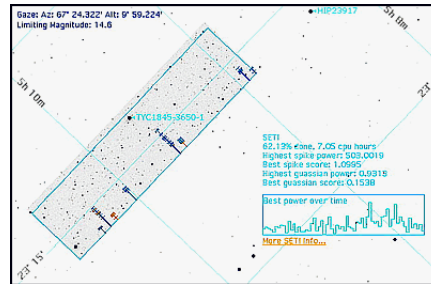 Gaze: Az: 67° 24.322' Alt: 9° 59.224'
Limiting Magnitude: 14.6
HIP23917
5h 8m
5h 10m
TYC1845-3650-1
23°
SETI
62.13% done, 7.05 cpu hours
Highest spike power: 503.0019
Best spike score: 1.0995
Highest guassian power: 0.9315
Best guassian score: 0.1538
Best power over time
More SETI Info...
23° 15'